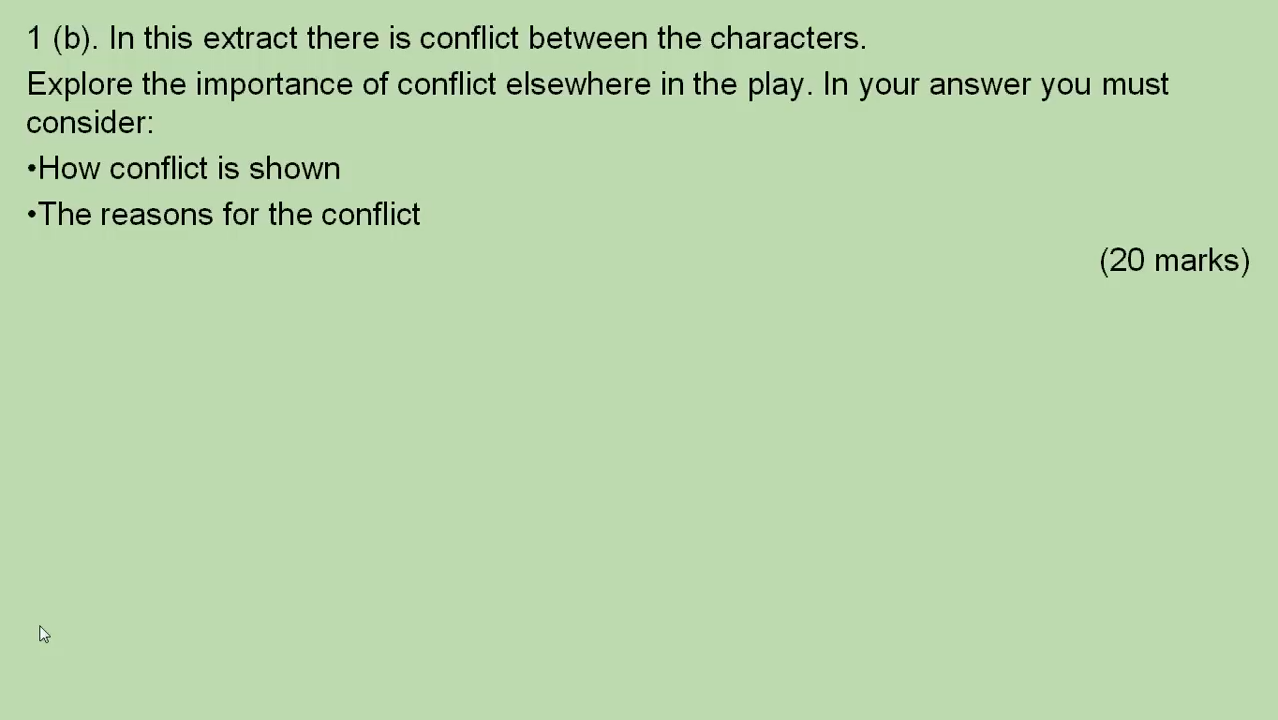 1 (b). In this extract there is conflict between the characters.
Explore the importance of conflict elsewhere in the play. In your answer you must
consider:
•How conflict is shown
•The reasons for the conflict
(20 marks)